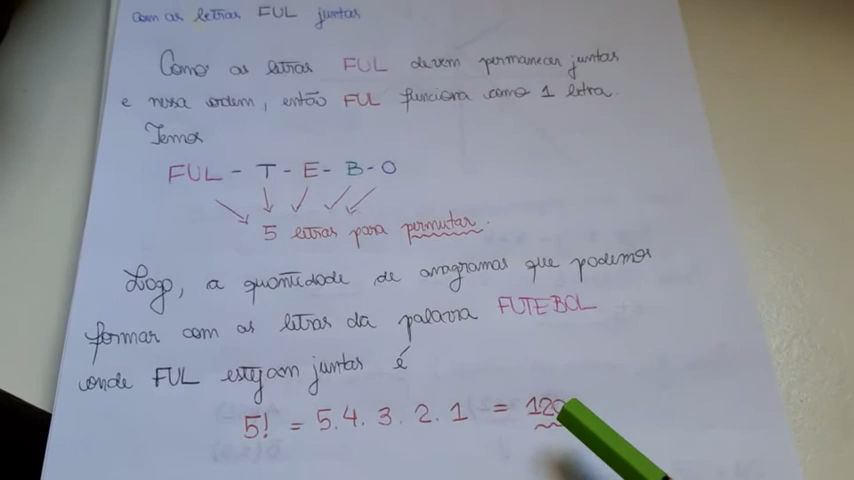 com as letras FUL juntas
Como as letras FUL devem permanecer juntas
e nessa ordem, então FUL funciona como 1 letra.
Temos
FUL - T - E - B - O
5 letras para permutar.
Logo, a quantidade de anagramas que podemos
formar com as letras da palavra FUTEBOL
onde FUL estejam juntas é
5! = 5.4.3.2.1 = 120